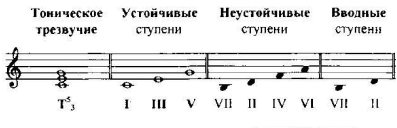 Тоническое Устойчивые Неустойчивые Вводные
трезвучие ступени ступени ступени
T⁵₃ I III V VII II IV VI VII II